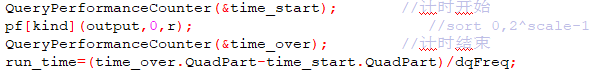 QueryPerformanceCounter(&time_start);          //计时开始
pf[kind](output,0,r);                              //sort 0,2^scale-1
QueryPerformanceCounter(&time_over);           //计时结束
run_time=(time_over.QuadPart-time_start.QuadPart)/dqFreq;